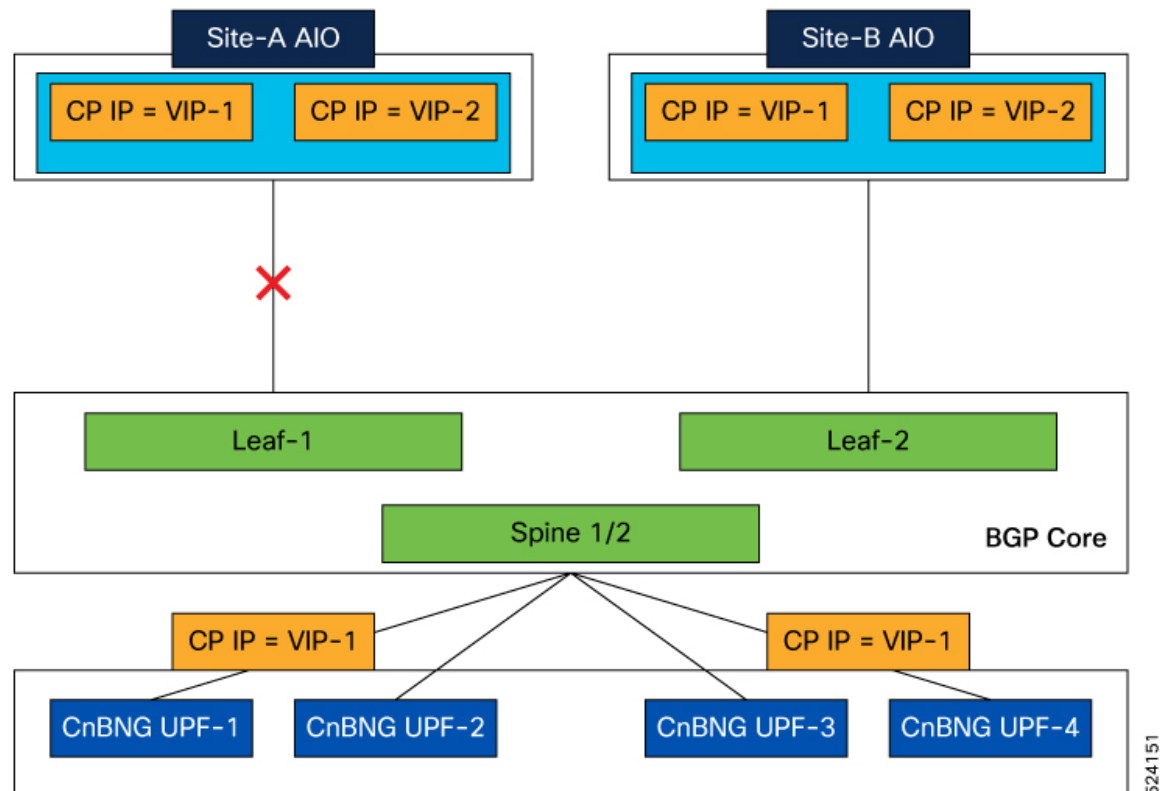 Site-A AIO
Site-B AIO
CP IP = VIP-1
CP IP = VIP-2
CP IP = VIP-1
CP IP = VIP-2
Leaf-1
Leaf-2
Spine 1/2
BGP Core
CP IP = VIP-1
CP IP = VIP-1
CnBNG UPF-1
CnBNG UPF-2
CnBNG UPF-3
CnBNG UPF-4
524151